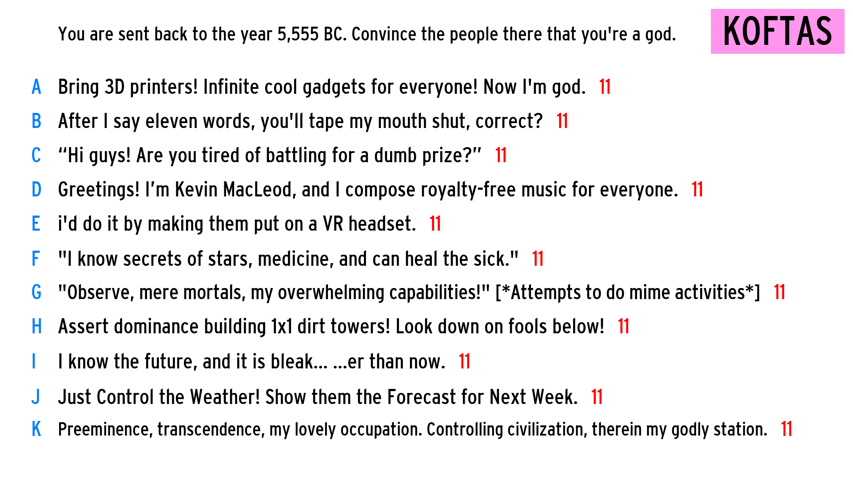 You are sent back to the year 5,555 BC. Convince the people there that you're a god.
KOFTAS
A Bring 3D printers! Infinite cool gadgets for everyone! Now I'm god. 11
B After I say eleven words, you'll tape my mouth shut, correct? 11
C “Hi guys! Are you tired of battling for a dumb prize?” 11
D Greetings! I’m Kevin MacLeod, and I compose royalty-free music for everyone. 11
E i'd do it by making them put on a VR headset. 11
F "I know secrets of stars, medicine, and can heal the sick." 11
G "Observe, mere mortals, my overwhelming capabilities!" [*Attempts to do mime activities*] 11
H Assert dominance building 1x1 dirt towers! Look down on fools below! 11
I I know the future, and it is bleak... ...er than now. 11
J Just Control the Weather! Show them the Forecast for Next Week. 11
K Preeminence, transcendence, my lovely occupation. Controlling civilization, therein my godly station. 11